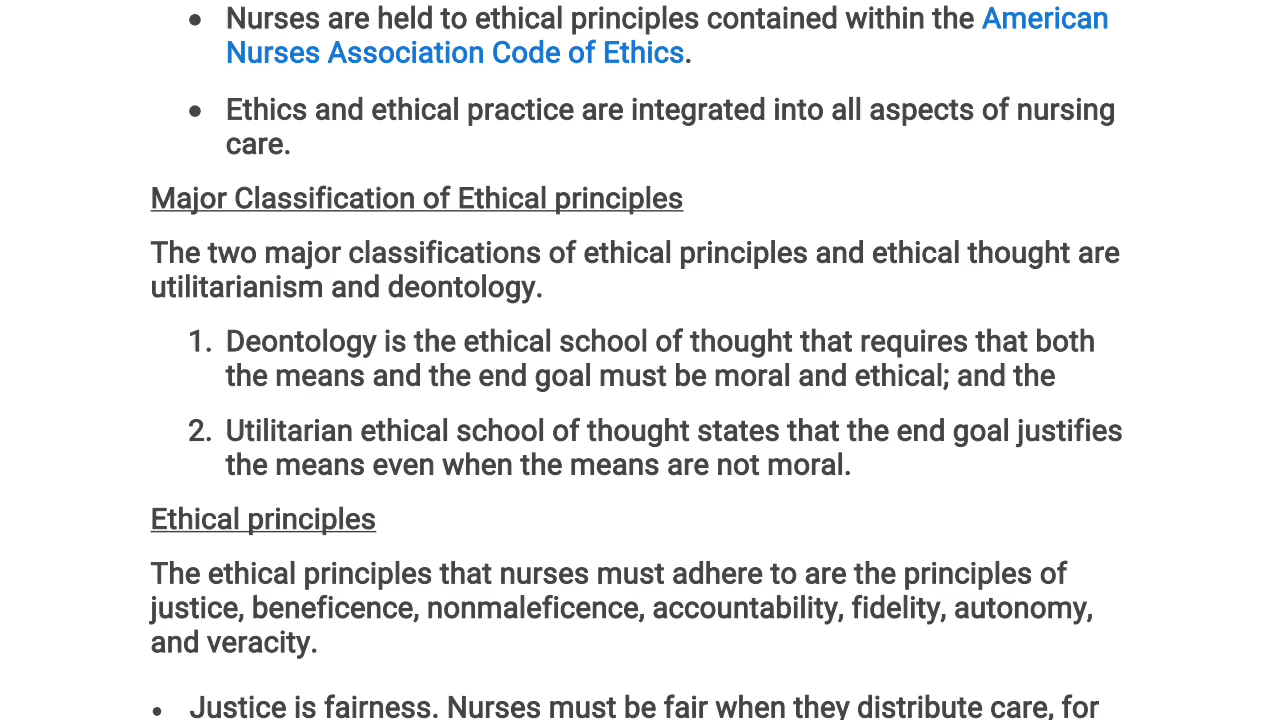 • Nurses are held to ethical principles contained within the American
Nurses Association Code of Ethics.
• Ethics and ethical practice are integrated into all aspects of nursing
care.
Major Classification of Ethical principles
The two major classifications of ethical principles and ethical thought are
utilitarianism and deontology.
1. Deontology is the ethical school of thought that requires that both
the means and the end goal must be moral and ethical; and the
2. Utilitarian ethical school of thought states that the end goal justifies
the means even when the means are not moral.
Ethical principles
The ethical principles that nurses must adhere to are the principles of
justice, beneficence, nonmaleficence, accountability, fidelity, autonomy,
and veracity.
• Justice is fairness. Nurses must be fair when they distribute care, for